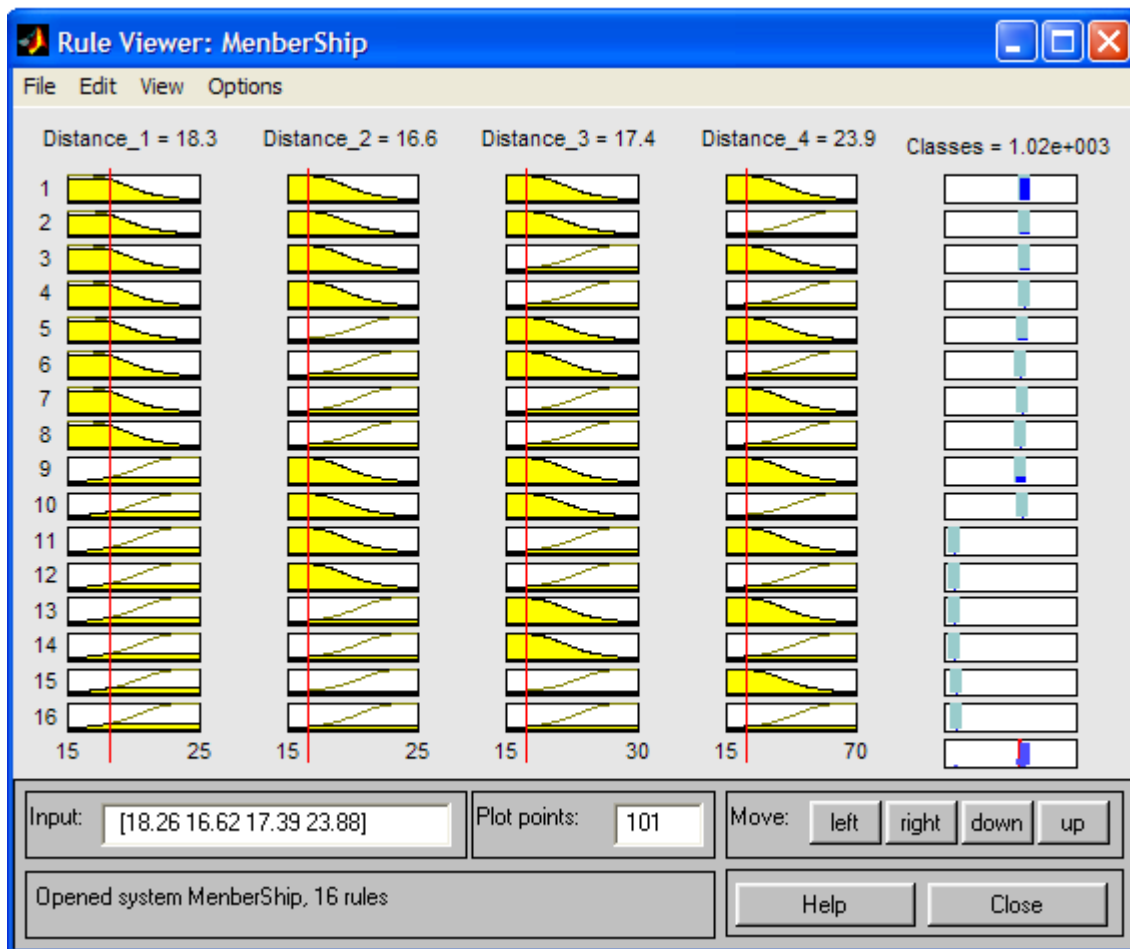 Rule Viewer: MenberShip
File Edit View Options
Distance_1 = 18.3 Distance_2 = 16.6 Distance_3 = 17.4 Distance_4 = 23.9 Classes = 1.02e+003
1
2
3
4
5
6
7
8
9
10
11
12
13
14
15
16
15 25 15 25 15 30 15 70
Input: [18.26 16.62 17.39 23.88] Plot points: 101 Move: left right down up
Opened system MenberShip, 16 rules Help Close